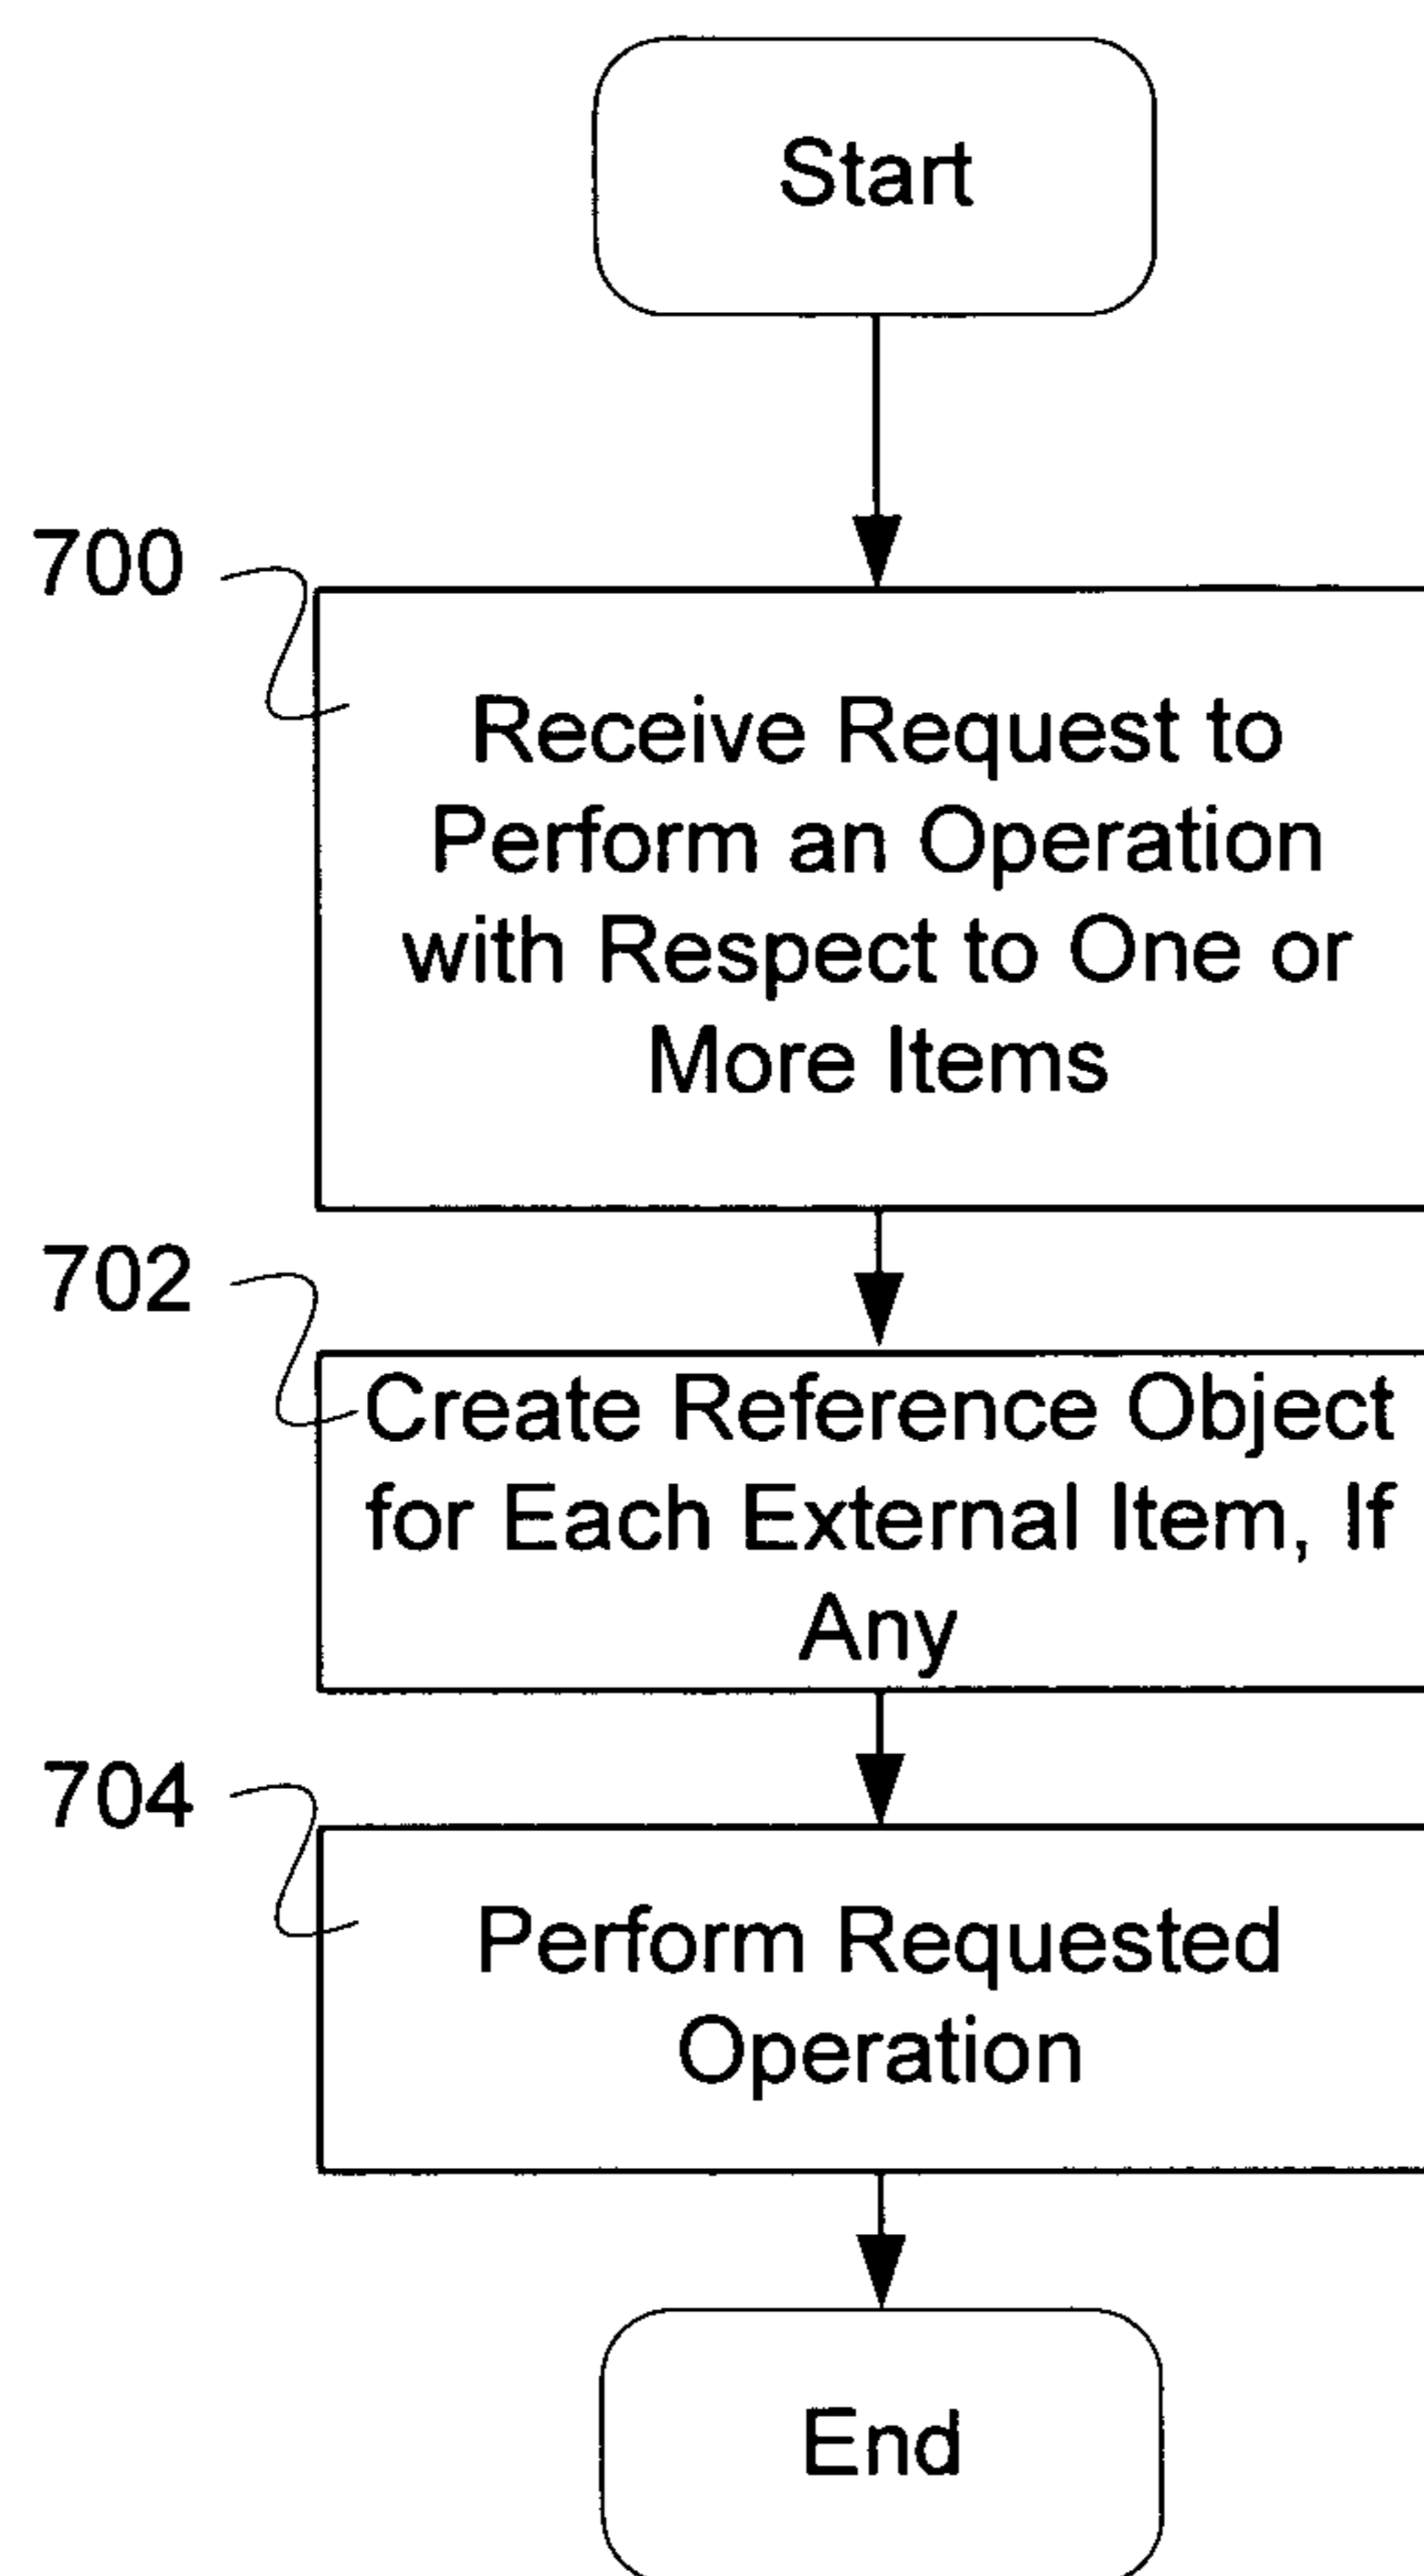 Start
700
Receive Request to
Perform an Operation
with Respect to One or
More Items
702
Create Reference Object
for Each External Item, If
Any
704
Perform Requested
Operation
End